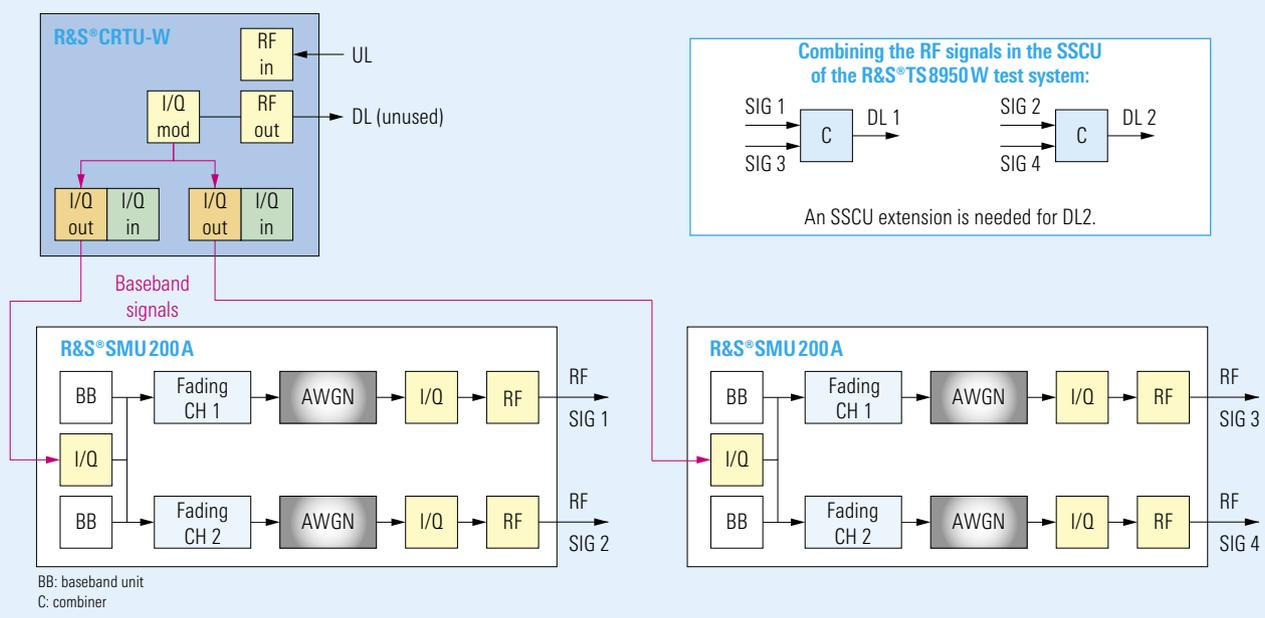 R&S®CRTU-W
RF
in
UL
I/Q
mod
RF
out
DL (unused)
I/Q
out
I/Q
in
I/Q
out
I/Q
in
Baseband
signals
Combining the RF signals in the SSCU
of the R&S®TS8950W test system:
SIG 1
SIG 3
C
DL 1
SIG 2
SIG 4
C
DL 2
An SSCU extension is needed for DL2.
R&S®SMU200A
BB
Fading
CH 1
AWGN
I/Q
RF
RF
SIG 1
I/Q
BB
Fading
CH 2
AWGN
I/Q
RF
RF
SIG 2
R&S®SMU200A
BB
Fading
CH 1
AWGN
I/Q
RF
RF
SIG 3
I/Q
BB
Fading
CH 2
AWGN
I/Q
RF
RF
SIG 4
BB: baseband unit
C: combiner